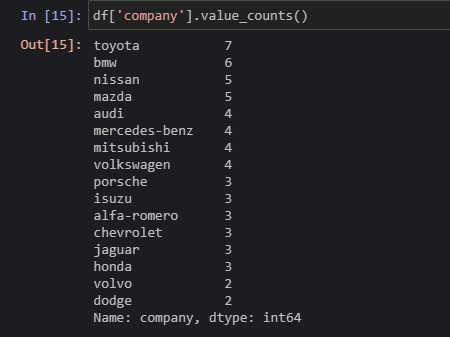 In [15]: df['company'].value_counts()
Out[15]: toyota 7
bmw 6
nissan 5
mazda 5
audi 4
mercedes-benz 4
mitsubishi 4
volkswagen 4
porsche 3
isuzu 3
alfa-romero 3
chevrolet 3
jaguar 3
honda 3
volvo 2
dodge 2
Name: company, dtype: int64